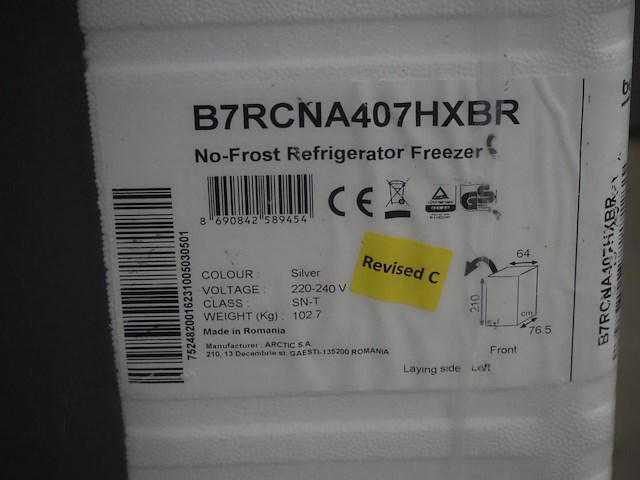 B7RCNA407HXBR
No-Frost Refrigerator Freezer
8 690842 589454
CE
GS
7524820016231005030501
COLOUR : Silver
VOLTAGE : 220-240 V
CLASS : SN-T
WEIGHT (Kg) : 102.7
Made in Romania
Manufacturer : ARCTIC S.A.
210, 13 Decembrie st. GAESTI-135200 ROMANIA
Revised C
64
210
cm
76.5
Front
Laying side : Left
B7RCNA407HXBR